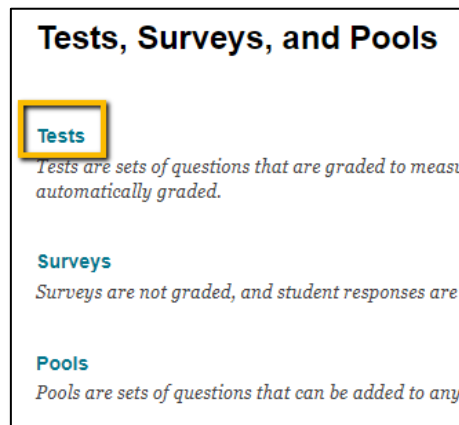 Tests, Surveys, and Pools
Tests
Tests are sets of questions that are graded to measu
automatically graded.
Surveys
Surveys are not graded, and student responses are
Pools
Pools are sets of questions that can be added to any